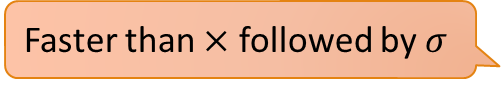 Faster than × followed by 𝜎